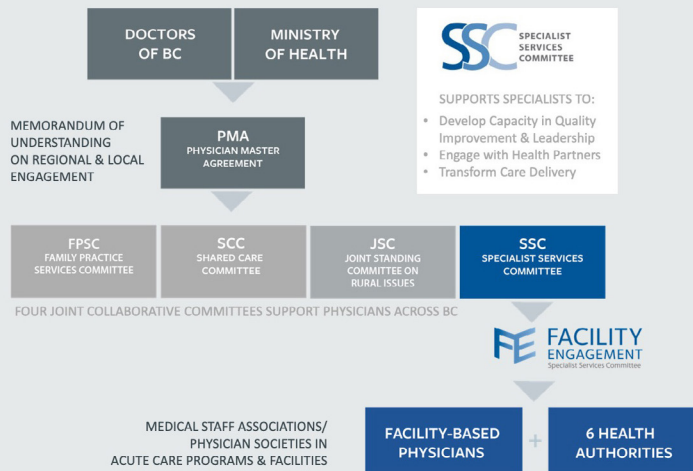 DOCTORS
OF BC
MINISTRY
OF HEALTH
SSC
SPECIALIST
SERVICES
COMMITTEE
SUPPORTS SPECIALISTS TO:
• Develop Capacity in Quality
Improvement & Leadership
• Engage with Health Partners
• Transform Care Delivery
MEMORANDUM OF
UNDERSTANDING
ON REGIONAL & LOCAL
ENGAGEMENT
PMA
PHYSICIAN MASTER
AGREEMENT
FPSC
FAMILY PRACTICE
SERVICES COMMITTEE
SCC
SHARED CARE
COMMITTEE
JSC
JOINT STANDING
COMMITTEE ON
RURAL ISSUES
SSC
SPECIALIST SERVICES
COMMITTEE
FOUR JOINT COLLABORATIVE COMMITTEES SUPPORT PHYSICIANS ACROSS BC
FE
FACILITY
ENGAGEMENT
Specialist Services Committee
MEDICAL STAFF ASSOCIATIONS/
PHYSICIAN SOCIETIES IN
ACUTE CARE PROGRAMS & FACILITIES
FACILITY-BASED
PHYSICIANS
+
6 HEALTH
AUTHORITIES